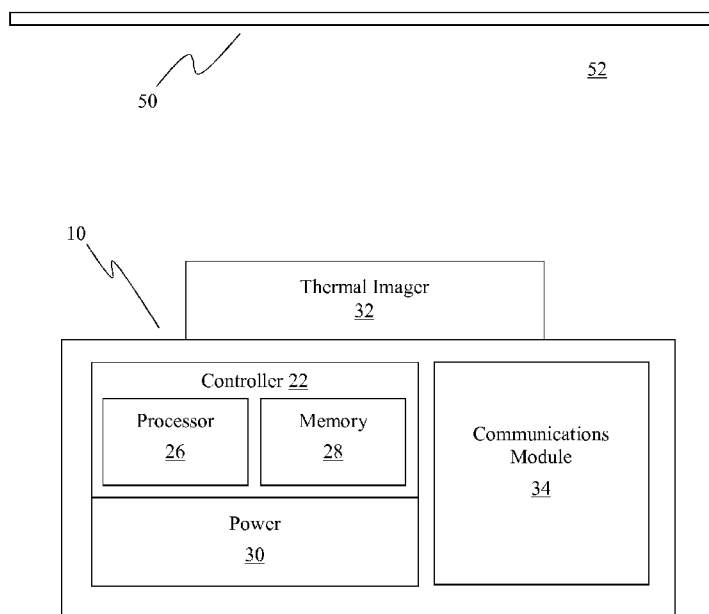 50
52
10
Thermal Imager
32
Controller 22
Processor
26
Memory
28
Communications
Module
34
Power
30